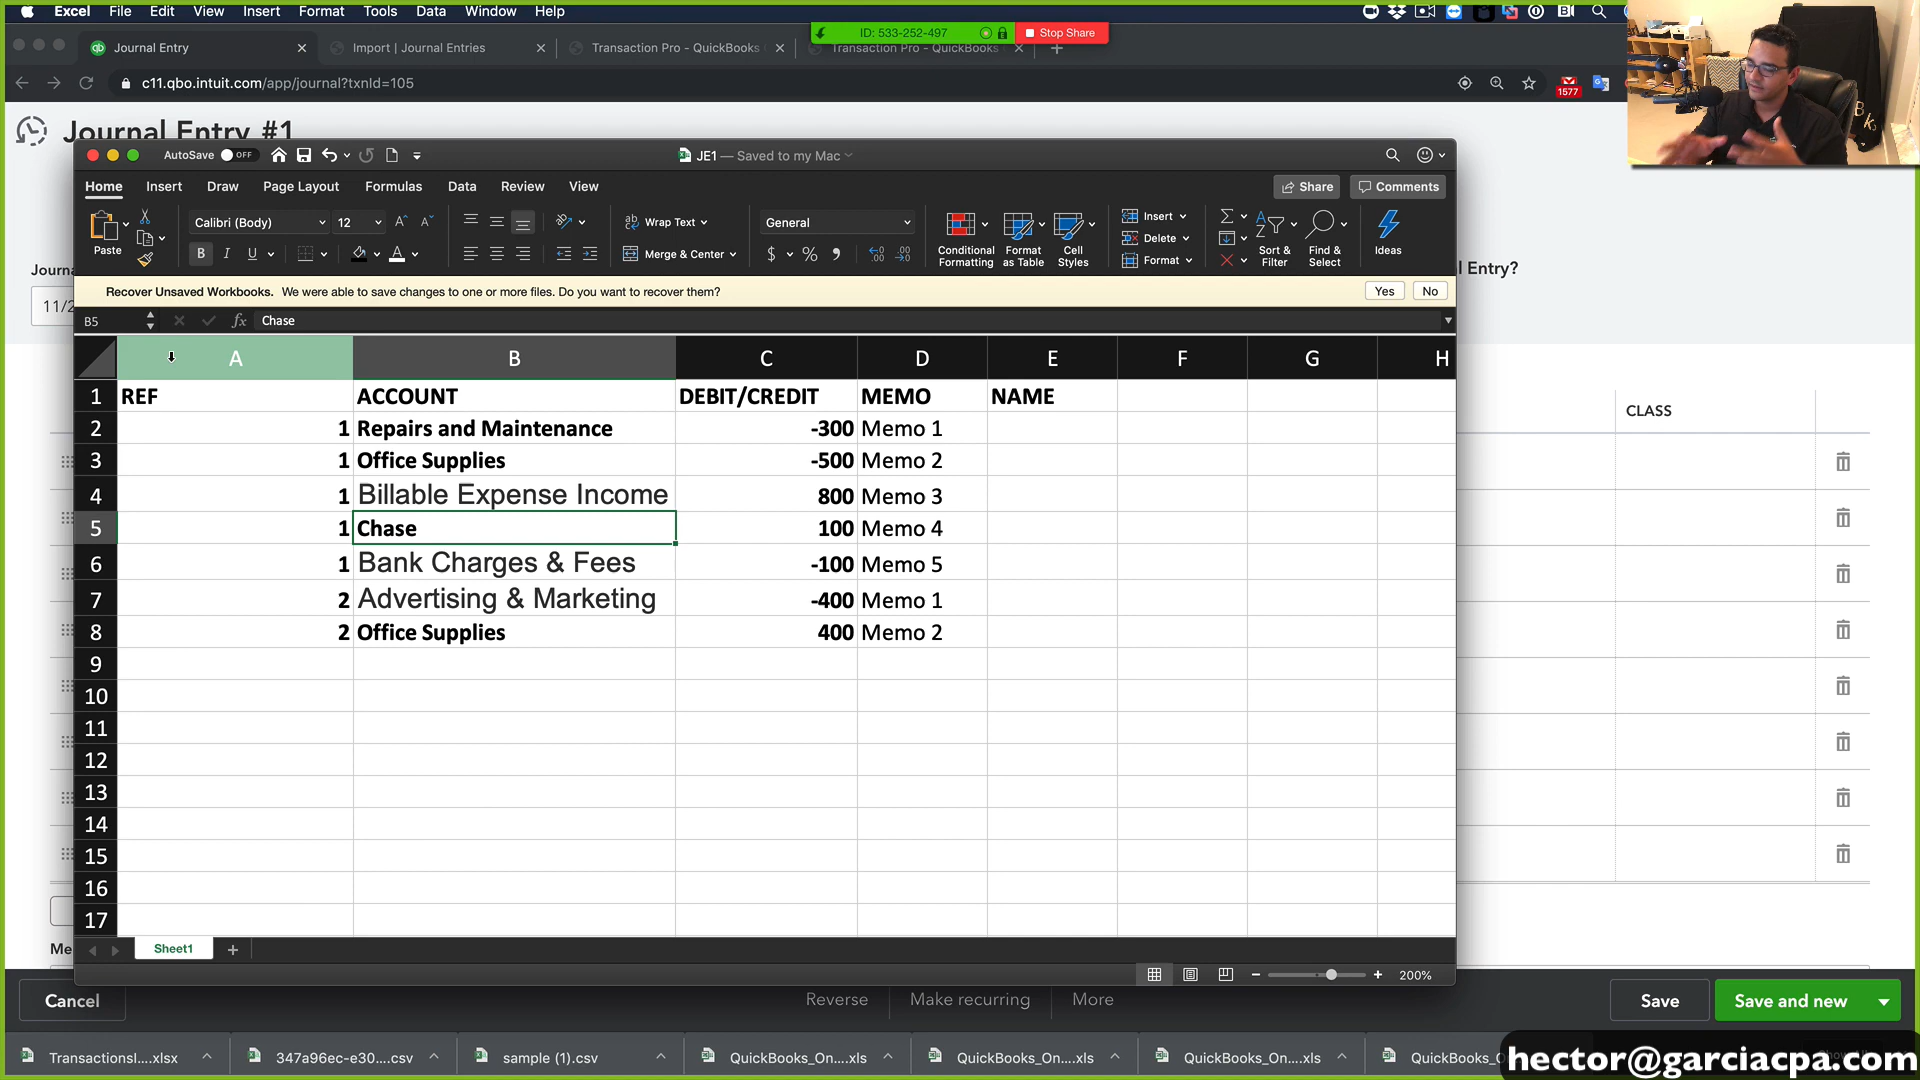 Excel File Edit View Insert Format Tools Data Window Help
ID: 533-252-497 Stop Share
Journal Entry Import | Journal Entries Transaction Pro - QuickBooks Transaction Pro - QuickBooks
c11.qbo.intuit.com/app/journal?txnId=105
1577
Journal Entry #1
AutoSave OFF JE1 — Saved to my Mac
Home Insert Draw Page Layout Formulas Data Review View Share Comments
Paste Calibri (Body) 12 Wrap Text General Insert
B I U Merge & Center $ % Delete
Conditional Formatting Format as Table Cell Styles Format Sort & Filter Find & Select Ideas
Journa
Entry?
Recover Unsaved Workbooks. We were able to save changes to one or more files. Do you want to recover them? Yes No
11/2
B5 fx Chase
A B C D E F G H
1 REF ACCOUNT DEBIT/CREDIT MEMO NAME
CLASS
2 1 Repairs and Maintenance -300 Memo 1
3 1 Office Supplies -500 Memo 2
4 1 Billable Expense Income 800 Memo 3
5 1 Chase 100 Memo 4
6 1 Bank Charges & Fees -100 Memo 5
7 2 Advertising & Marketing -400 Memo 1
8 2 Office Supplies 400 Memo 2
9
10
11
12
13
14
15
16
17
Me
Sheet1
200%
Cancel Reverse Make recurring More Save Save and new
TransactionsI....xlsx 347a96ec-e30....csv sample (1).csv QuickBooks_On....xls QuickBooks_On....xls QuickBooks_On....xls
hector@garciacpa.com